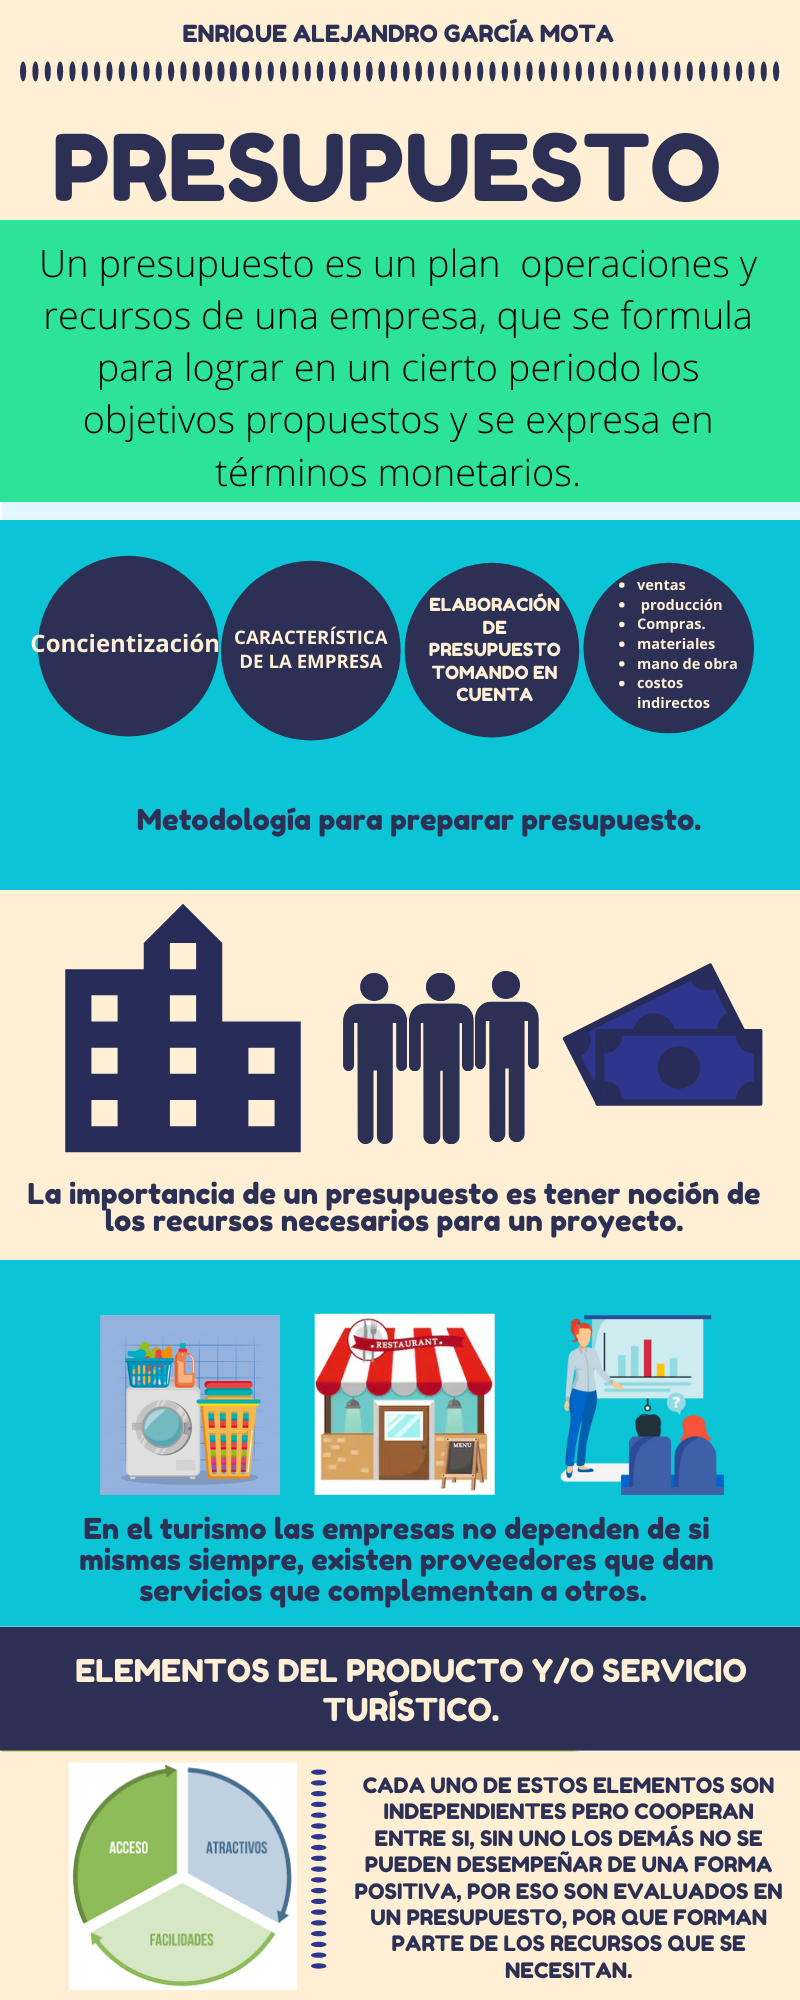 ENRIQUE ALEJANDRO GARCÍA MOTA
PRESUPUESTO
Un presupuesto es un plan operaciones y
recursos de una empresa, que se formula
para lograr en un cierto periodo los
objetivos propuestos y se expresa en
términos monetarios.
Concientización
CARACTERÍSTICA
DE LA EMPRESA
ELABORACIÓN
DE
PRESUPUESTO
TOMANDO EN
CUENTA
• ventas
• producción
• Compras.
• materiales
• mano de obra
• costos
indirectos
Metodología para preparar presupuesto.
La importancia de un presupuesto es tener noción de
los recursos necesarios para un proyecto.
RESTAURANT
MENU
?
En el turismo las empresas no dependen de si
mismas siempre, existen proveedores que dan
servicios que complementan a otros.
ELEMENTOS DEL PRODUCTO Y/O SERVICIO
TURÍSTICO.
ACCESO
ATRACTIVOS
FACILIDADES
CADA UNO DE ESTOS ELEMENTOS SON
INDEPENDIENTES PERO COOPERAN
ENTRE SI, SIN UNO LOS DEMÁS NO SE
PUEDEN DESEMPEÑAR DE UNA FORMA
POSITIVA, POR ESO SON EVALUADOS EN
UN PRESUPUESTO, POR QUE FORMAN
PARTE DE LOS RECURSOS QUE SE
NECESITAN.